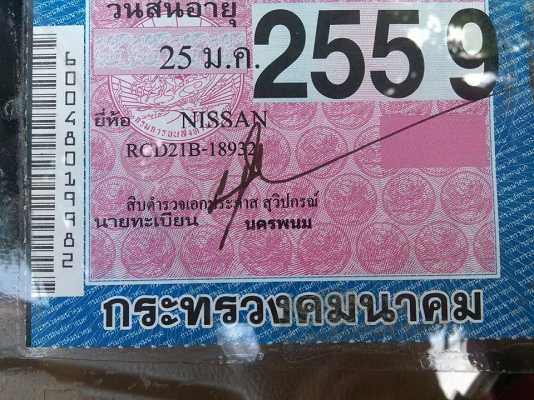 วันสิ้นอายุ
25 ม.ค. 2559
ยี่ห้อ NISSAN
RCD21B-18932
สิบตำรวจเอกประภาส สุวิปกรณ์
นายทะเบียน นครพนม
กระทรวงคมนาคม